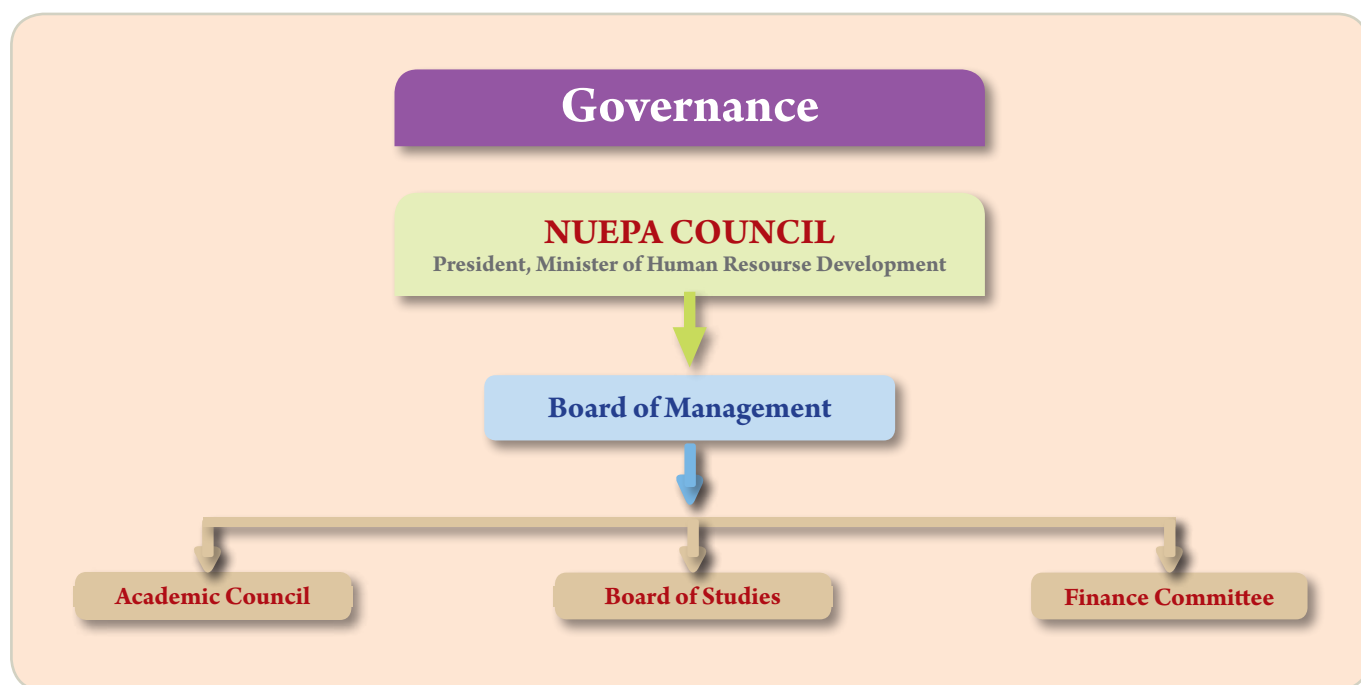 Governance
NUEPA COUNCIL
President, Minister of Human Resourse Development
Board of Management
Academic Council
Board of Studies
Finance Committee